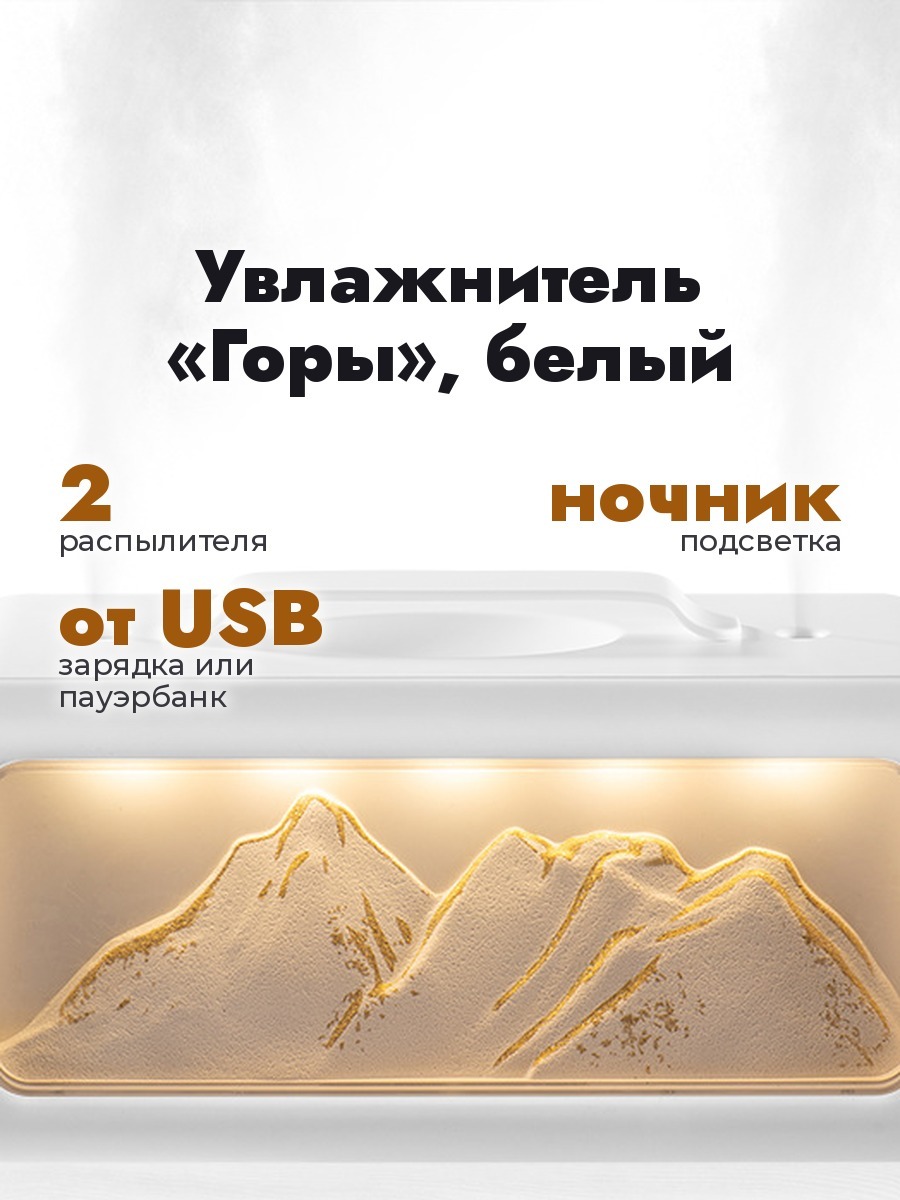 Увлажнитель
«Горы», белый
2
распылителя
ночник
подсветка
от USB
зарядка или
пауэрбанк